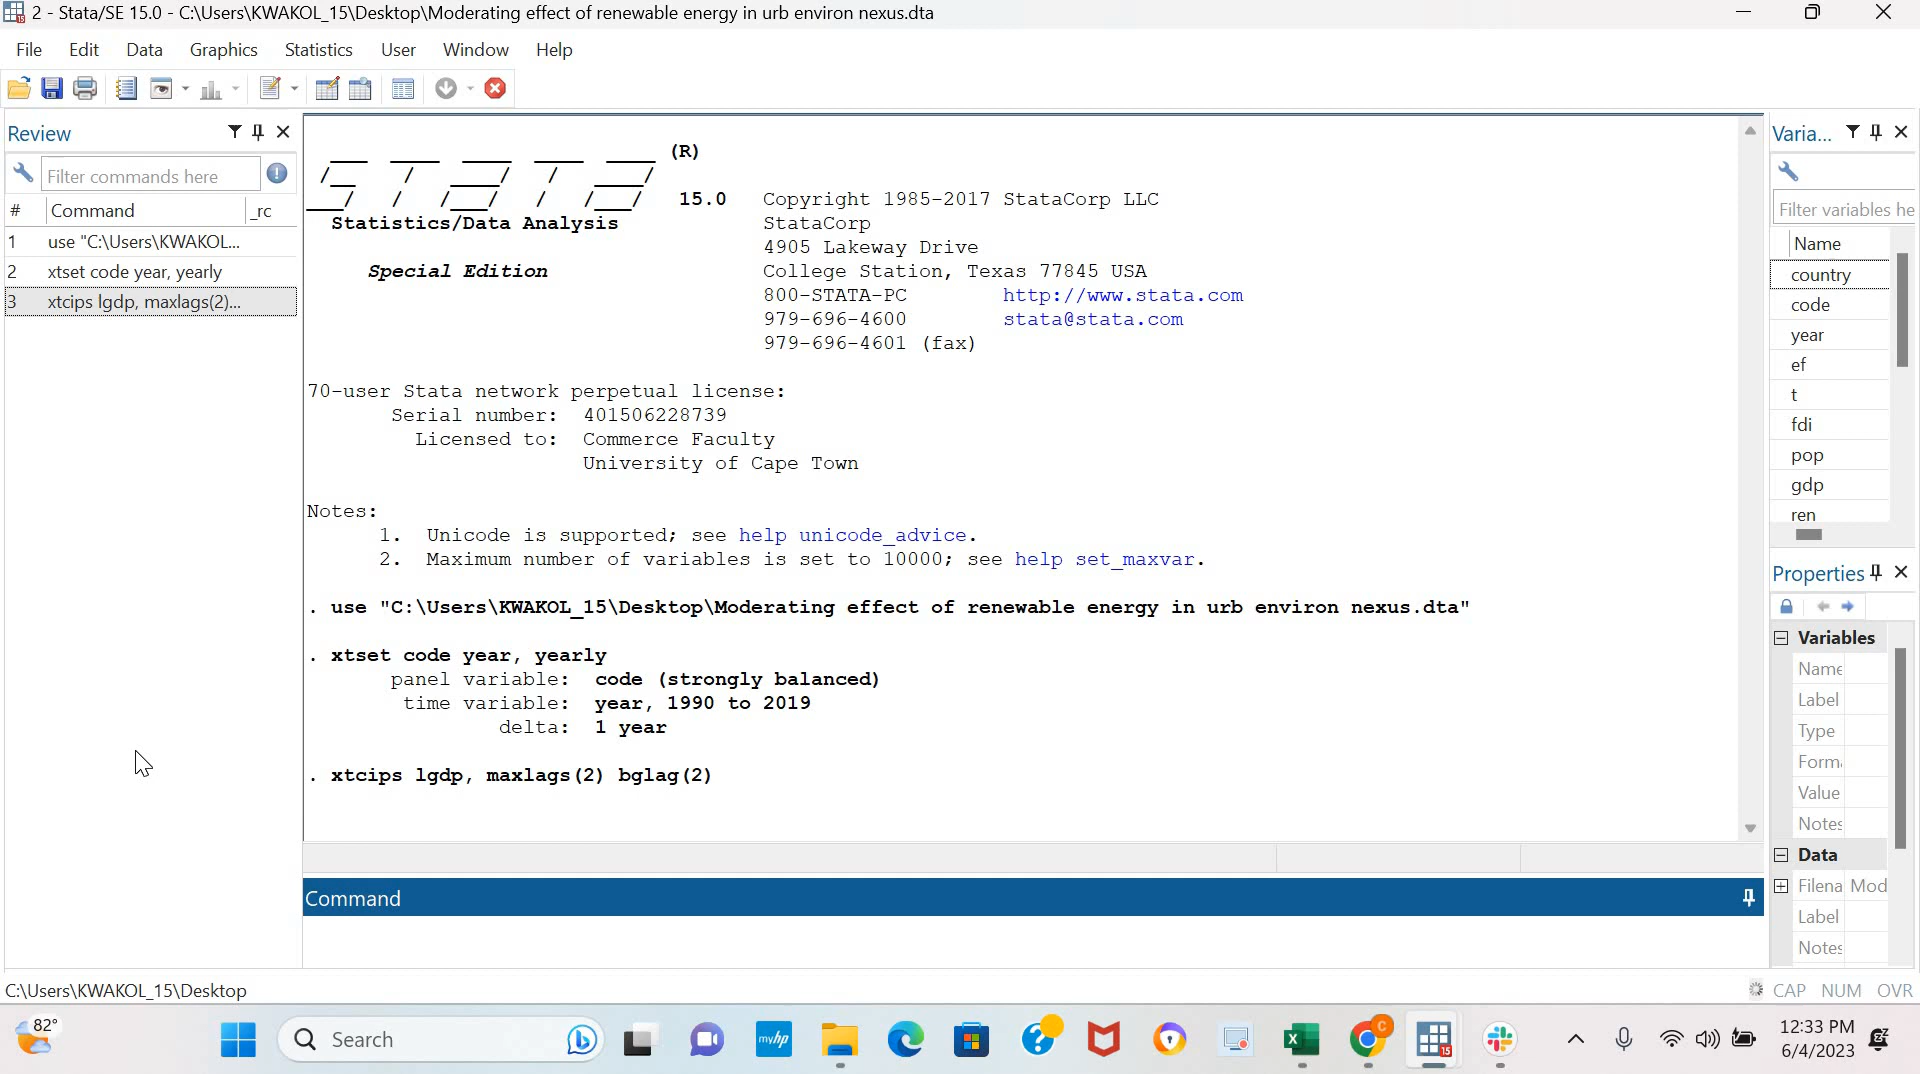 2 - Stata/SE 15.0 - C:\Users\KWAKOL_15\Desktop\Moderating effect of renewable energy in urb environ nexus.dta
File Edit Data Graphics Statistics User Window Help
Review
Filter commands here
# Command _rc
1 use "C:\Users\KWAKOL...
2 xtset code year, yearly
3 xtcips lgdp, maxlags(2)...
(R)
STATA
15.0 Copyright 1985-2017 StataCorp LLC
Statistics/Data Analysis StataCorp
4905 Lakeway Drive
Special Edition College Station, Texas 77845 USA
800-STATA-PC http://www.stata.com
979-696-4600 stata@stata.com
979-696-4601 (fax)
70-user Stata network perpetual license:
Serial number: 401506228739
Licensed to: Commerce Faculty
University of Cape Town
Notes:
1. Unicode is supported; see help unicode_advice.
2. Maximum number of variables is set to 10000; see help set_maxvar.
. use "C:\Users\KWAKOL_15\Desktop\Moderating effect of renewable energy in urb environ nexus.dta"
. xtset code year, yearly
panel variable: code (strongly balanced)
time variable: year, 1990 to 2019
delta: 1 year
. xtcips lgdp, maxlags(2) bglag(2)
Command
Varia...
Filter variables he
Name
country
code
year
ef
t
fdi
pop
gdp
ren
Properties
Variables
Name
Label
Type
Form
Value
Notes
Data
Filena Mod
Label
Notes
C:\Users\KWAKOL_15\Desktop
CAP NUM OVR
82°
Search
myhp
C
15
12:33 PM
6/4/2023